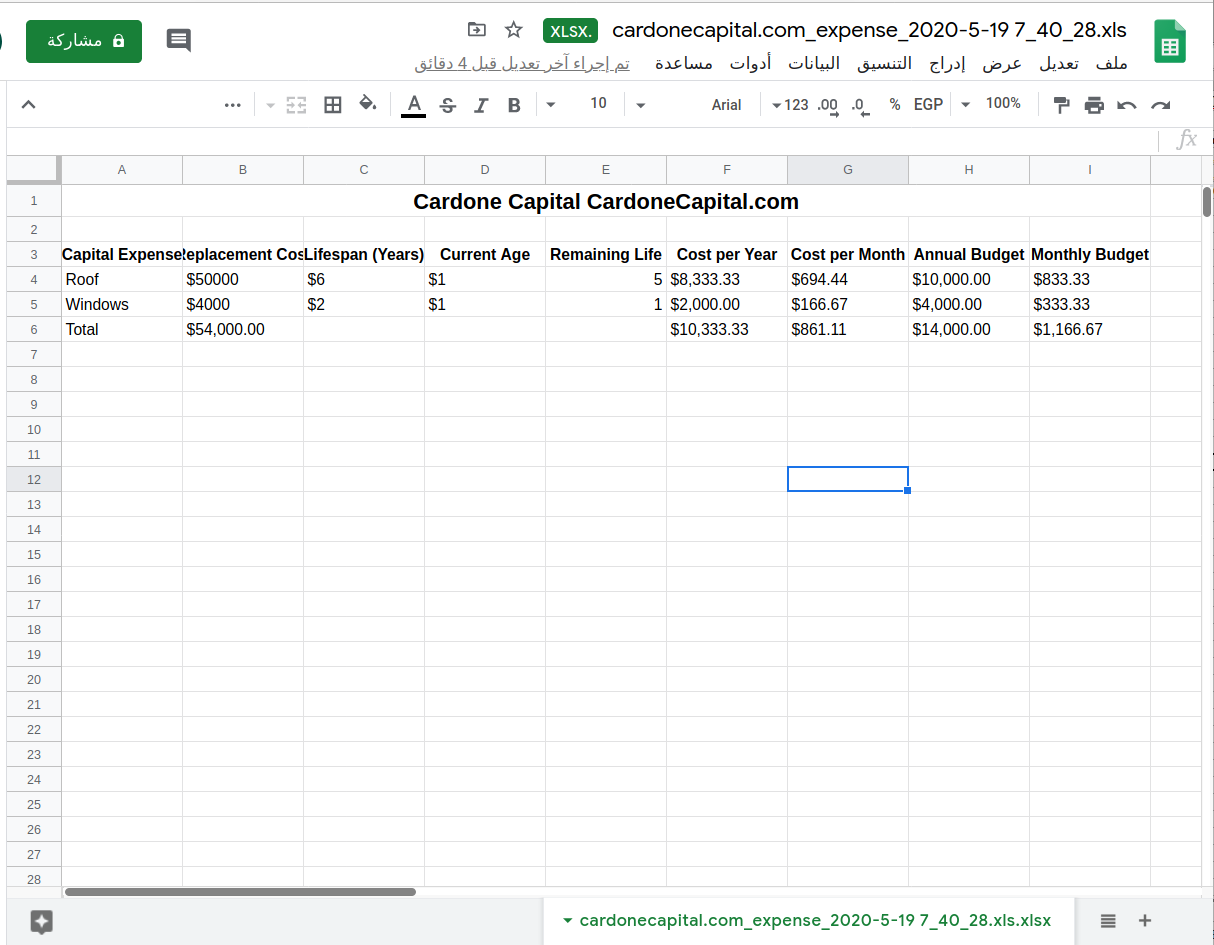 cardonecapital.com_expense_2020-5-19 7_40_28.xls .XLSX
مشاركة
ملف تعديل عرض إدراج التنسيق البيانات أدوات مساعدة تم إجراء آخر تعديل قبل 4 دقائق
100% EGP % .0 .00 123 Arial 10 B I S A
fx
A B C D E F G H I
1 Cardone Capital CardoneCapital.com
2
3 Capital Expense Replacement Cos Lifespan (Years) Current Age Remaining Life Cost per Year Cost per Month Annual Budget Monthly Budget
4 Roof $50000 $6 $1 5 $8,333.33 $694.44 $10,000.00 $833.33
5 Windows $4000 $2 $1 1 $2,000.00 $166.67 $4,000.00 $333.33
6 Total $54,000.00 $10,333.33 $861.11 $14,000.00 $1,166.67
7
8
9
10
11
12
13
14
15
16
17
18
19
20
21
22
23
24
25
26
27
28
cardonecapital.com_expense_2020-5-19 7_40_28.xls.xlsx